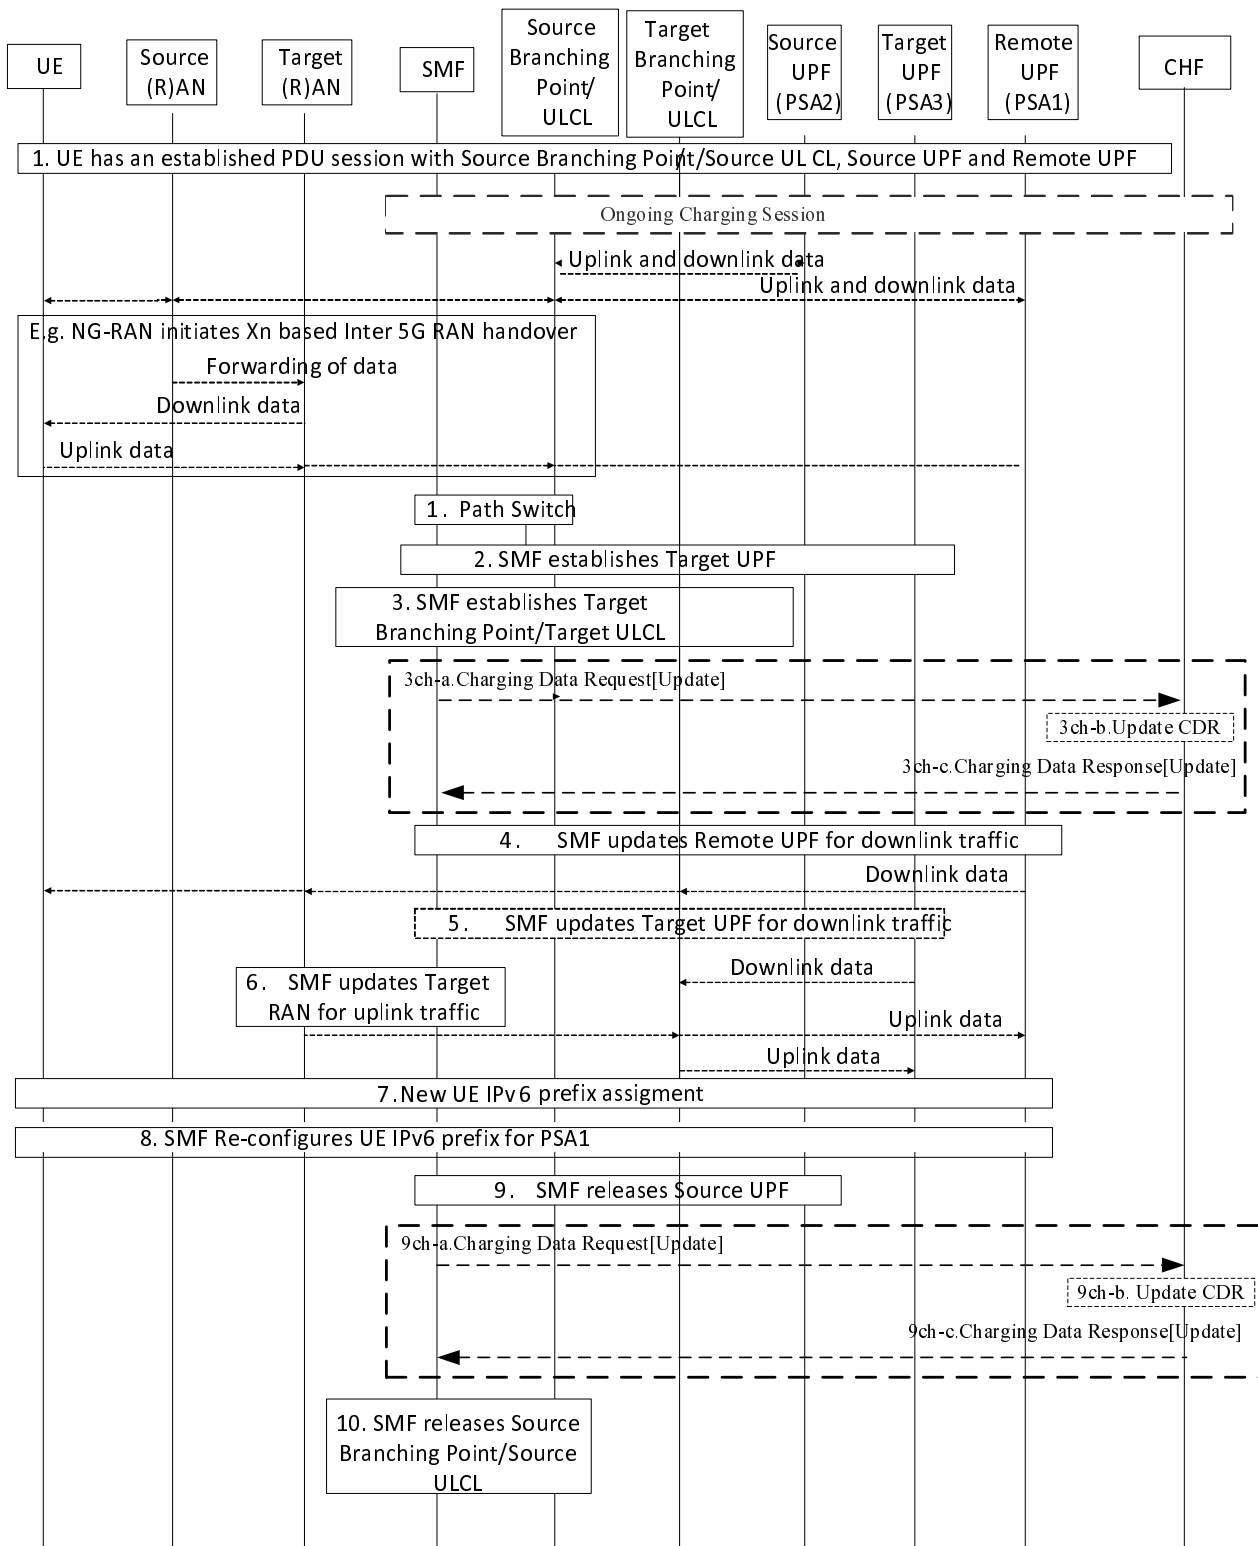 UE
Source
(R)AN
Target
(R)AN
SMF
Source
Branching
Point/
ULCL
Target
Branching
Point/
ULCL
Source
UPF
(PSA2)
Target
UPF
(PSA3)
Remote
UPF
(PSA1)
CHF
1. UE has an established PDU session with Source Branching Point/Source UL CL, Source UPF and Remote UPF
Ongoing Charging Session
Uplink and downlink data
Uplink and downlink data
E.g. NG-RAN initiates Xn based Inter 5G RAN handover
Forwarding of data
Downlink data
Uplink data
1. Path Switch
2. SMF establishes Target UPF
3. SMF establishes Target
Branching Point/Target ULCL
3ch-a.Charging Data Request[Update]
3ch-b.Update CDR
3ch-c.Charging Data Response[Update]
4. SMF updates Remote UPF for downlink traffic
Downlink data
5. SMF updates Target UPF for downlink traffic
Downlink data
6. SMF updates Target
RAN for uplink traffic
Uplink data
Uplink data
7.New UE IPv6 prefix assigment
8. SMF Re-configures UE IPv6 prefix for PSA1
9. SMF releases Source UPF
9ch-a.Charging Data Request[Update]
9ch-b. Update CDR
9ch-c.Charging Data Response[Update]
10. SMF releases Source
Branching Point/Source
ULCL